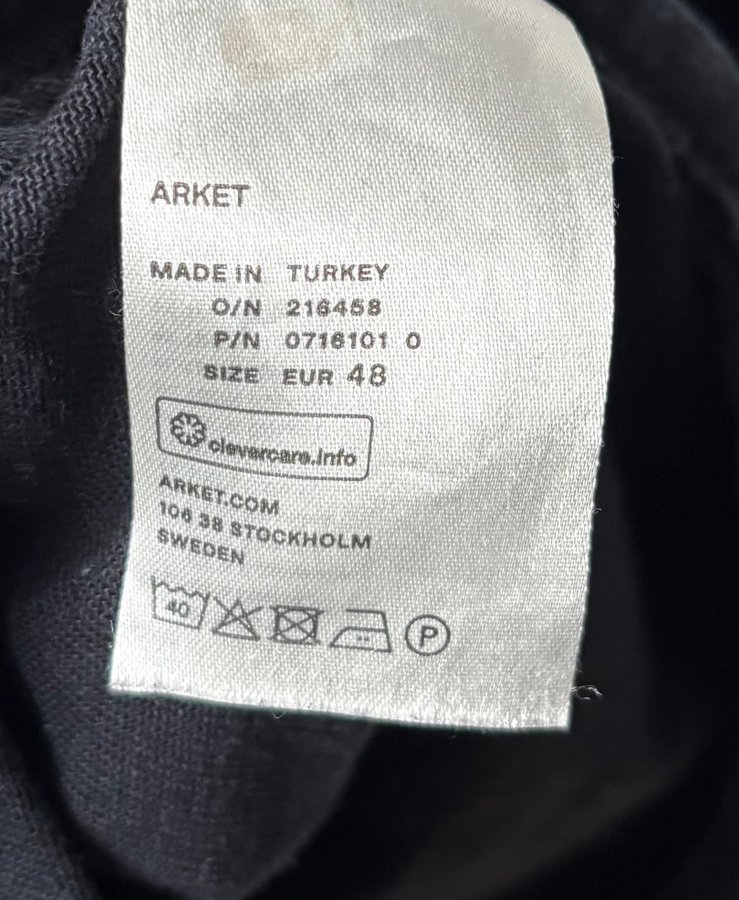 ARKET
MADE IN TURKEY
O/N 216458
P/N 0716101 0
SIZE EUR 48
clevercare.info
ARKET.COM
106 38 STOCKHOLM
SWEDEN
40
P